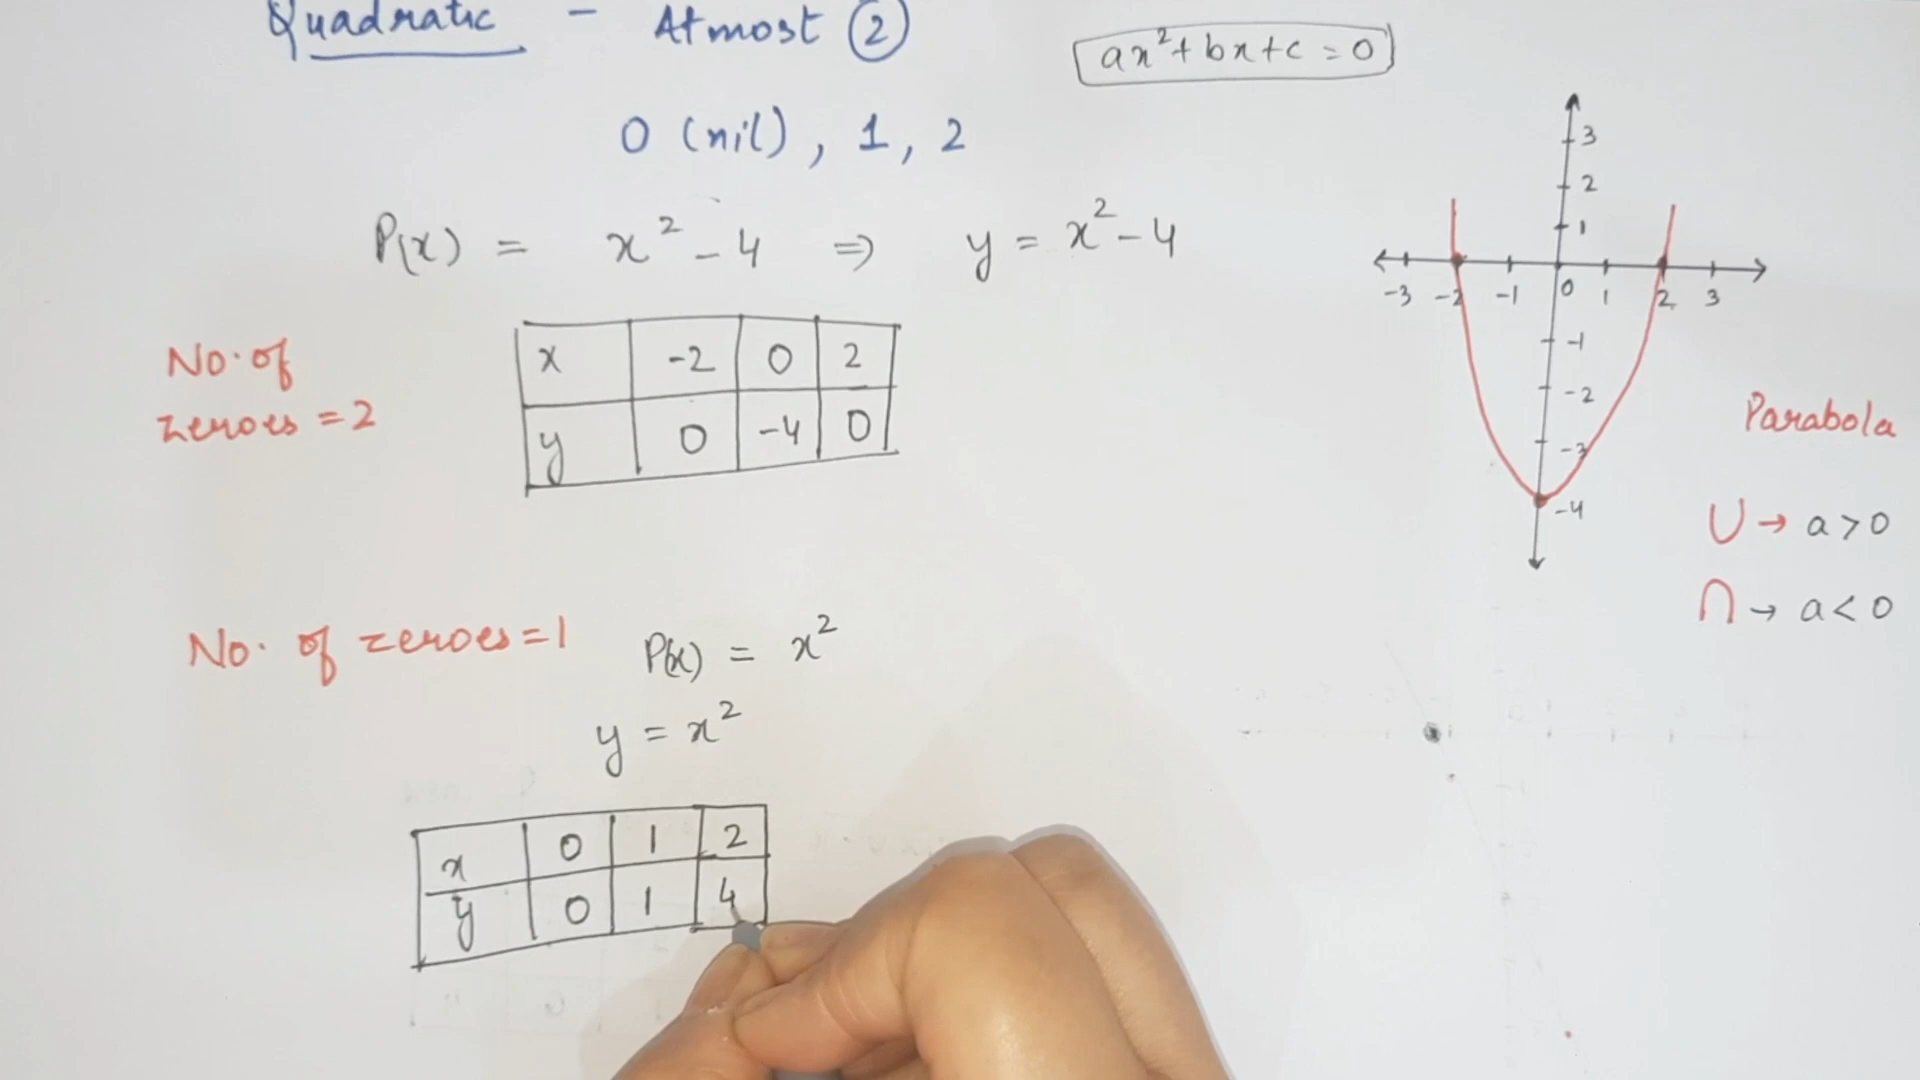 Quadratic - Atmost 2
ax²+bx+c=0
0 (nil), 1, 2
P(x) = x² - 4 ⇒ y = x² - 4
No. of
zeroes = 2
x -2 0 2
y 0 -4 0
3
2
1
-3 -2 -1 0 1 2 3
-1
-2
-3
-4
Parabola
∪ → a > 0
∩ → a < 0
No. of zeroes = 1 P(x) = x²
y = x²
x 0 1 2
y 0 1 4